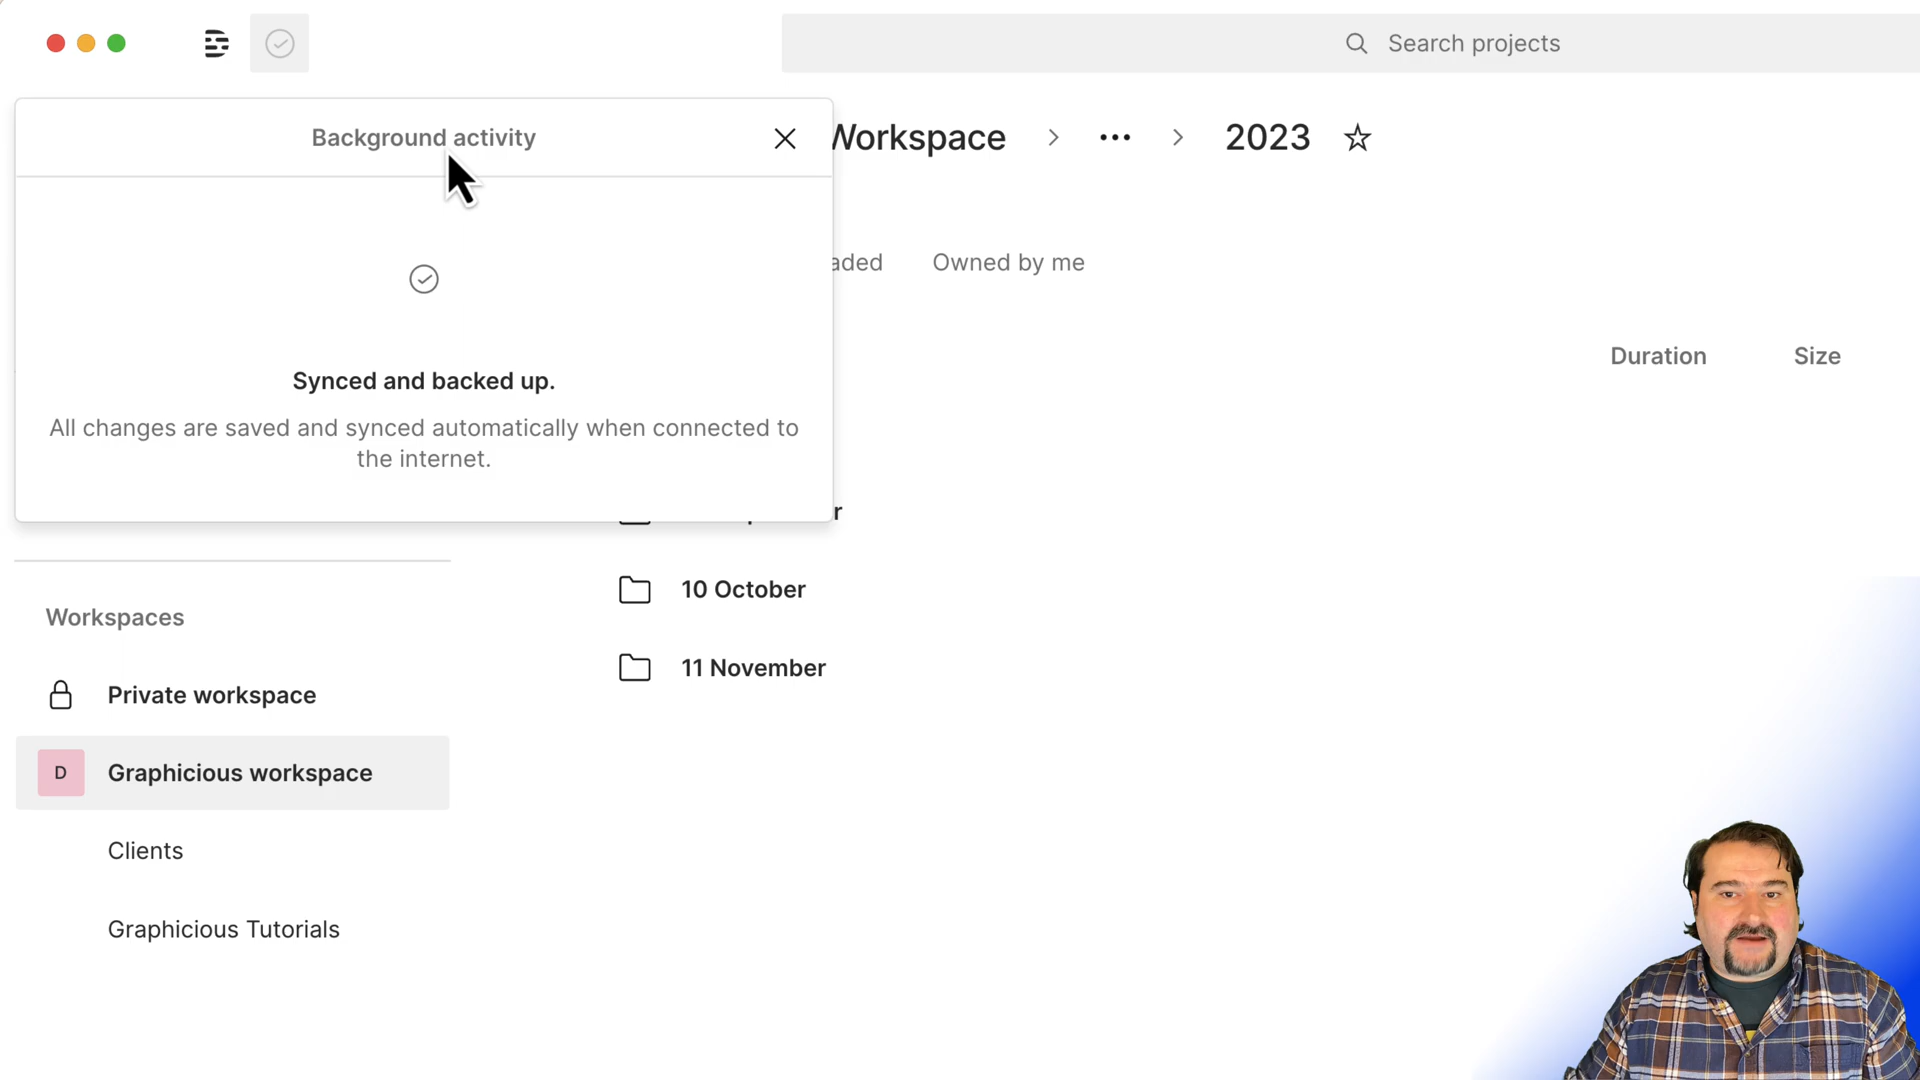 Search projects
Background activity
Workspace > ••• > 2023
Owned by me
Duration Size
Synced and backed up.
All changes are saved and synced automatically when connected to
the internet.
10 October
11 November
Workspaces
Private workspace
D Graphicious workspace
Clients
Graphicious Tutorials